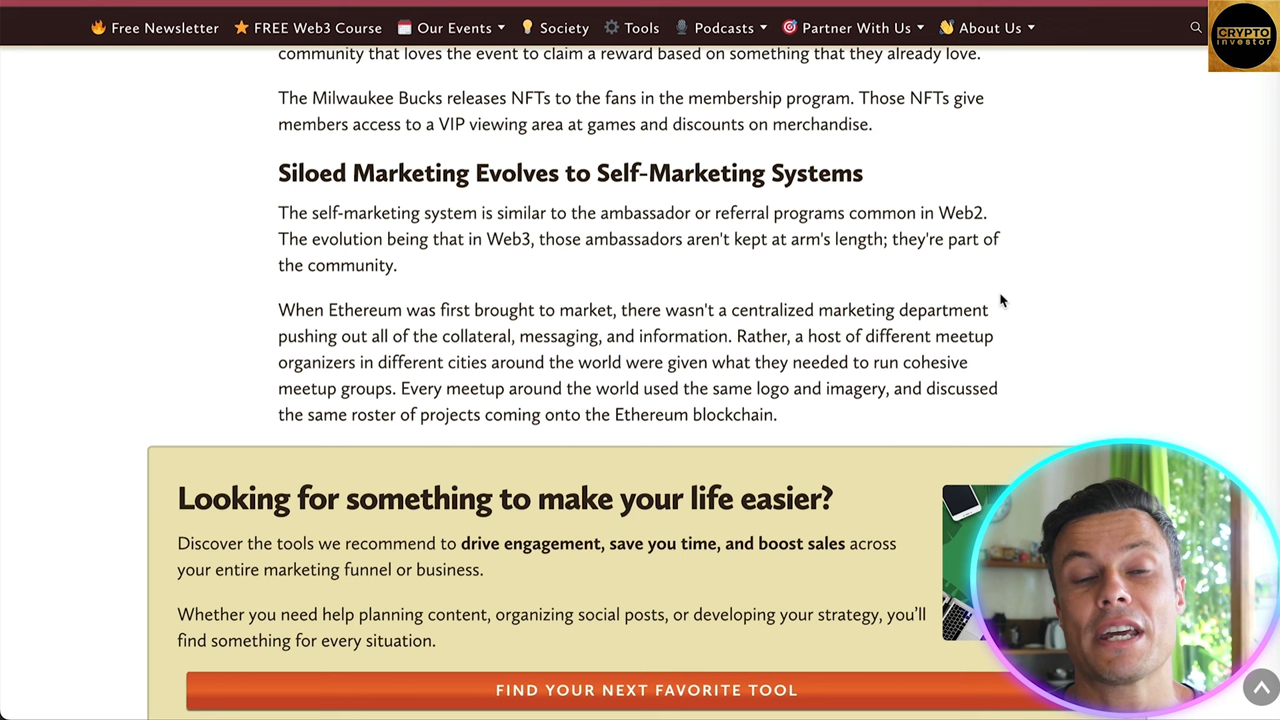 Free Newsletter FREE Web3 Course Our Events Society Tools Podcasts Partner With Us About Us
CRYPTO
investor
community that loves the event to claim a reward based on something that they already love.
The Milwaukee Bucks releases NFTs to the fans in the membership program. Those NFTs give
members access to a VIP viewing area at games and discounts on merchandise.
Siloed Marketing Evolves to Self-Marketing Systems
The self-marketing system is similar to the ambassador or referral programs common in Web2.
The evolution being that in Web3, those ambassadors aren't kept at arm's length; they're part of
the community.
When Ethereum was first brought to market, there wasn't a centralized marketing department
pushing out all of the collateral, messaging, and information. Rather, a host of different meetup
organizers in different cities around the world were given what they needed to run cohesive
meetup groups. Every meetup around the world used the same logo and imagery, and discussed
the same roster of projects coming onto the Ethereum blockchain.
Looking for something to make your life easier?
Discover the tools we recommend to drive engagement, save you time, and boost sales across
your entire marketing funnel or business.
Whether you need help planning content, organizing social posts, or developing your strategy, you'll
find something for every situation.
FIND YOUR NEXT FAVORITE TOOL